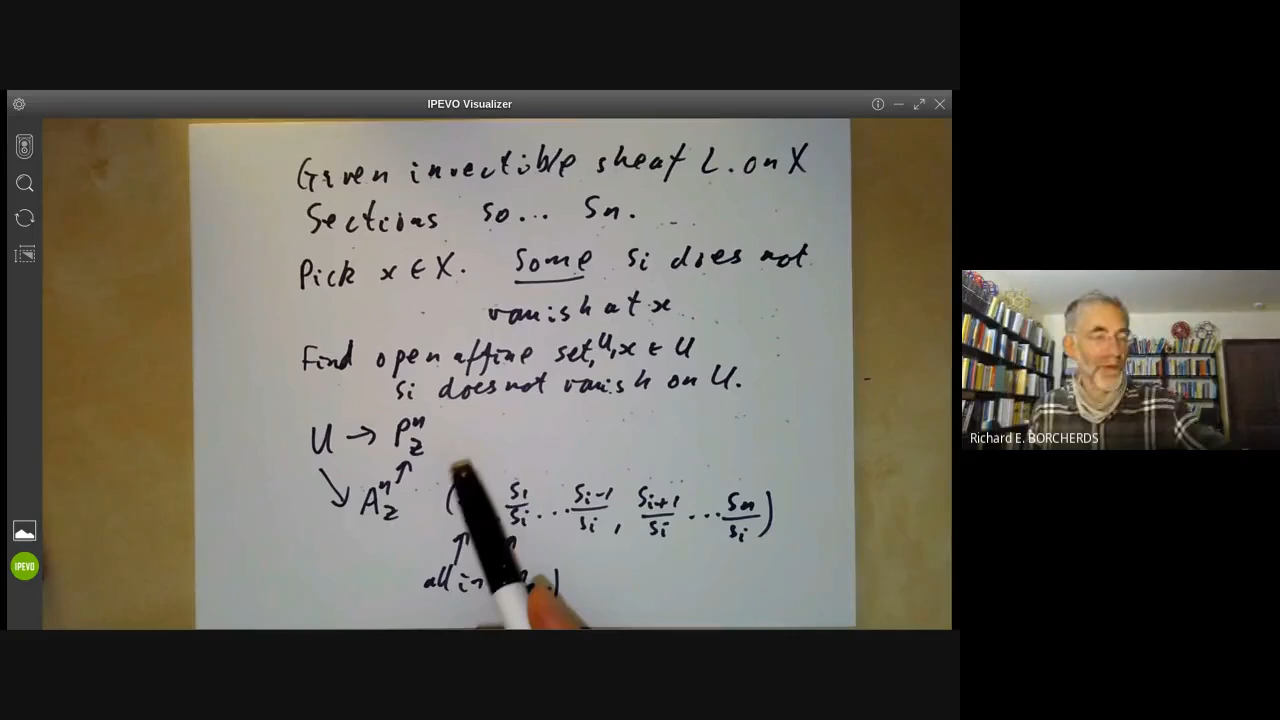 IPEVO Visualizer
Given invertible sheaf L. on X
Sections s0... sn.
Pick x ∈ X. Some si does not
vanish at x
Find open affine set, U, x ∈ U
si does not vanish on U.
U → P^n_Z
A^n_Z ( s1/si ... si-1/si, si+1/si ... sn/si )
all in
IPEVO
Richard E. BORCHERDS